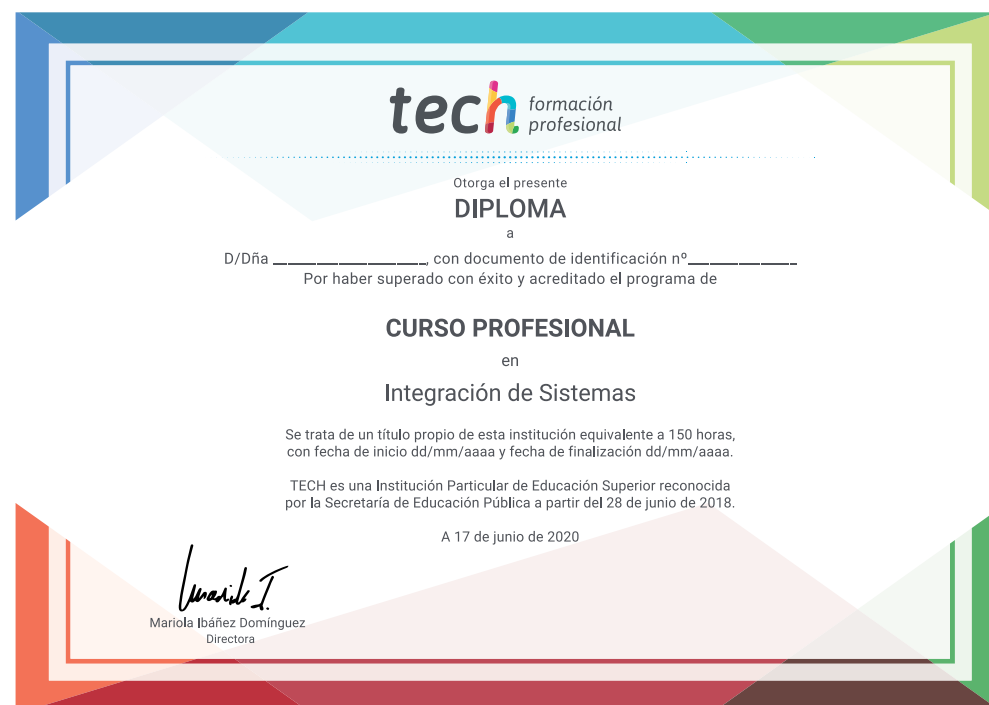 tech formación
profesional
Otorga el presente
DIPLOMA
a
D/Dña ____________________, con documento de identificación nº______________
Por haber superado con éxito y acreditado el programa de
CURSO PROFESIONAL
en
Integración de Sistemas
Se trata de un título propio de esta institución equivalente a 150 horas,
con fecha de inicio dd/mm/aaaa y fecha de finalización dd/mm/aaaa.
TECH es una Institución Particular de Educación Superior reconocida
por la Secretaría de Educación Pública a partir del 28 de junio de 2018.
A 17 de junio de 2020
Mariola Ibáñez Domínguez
Directora